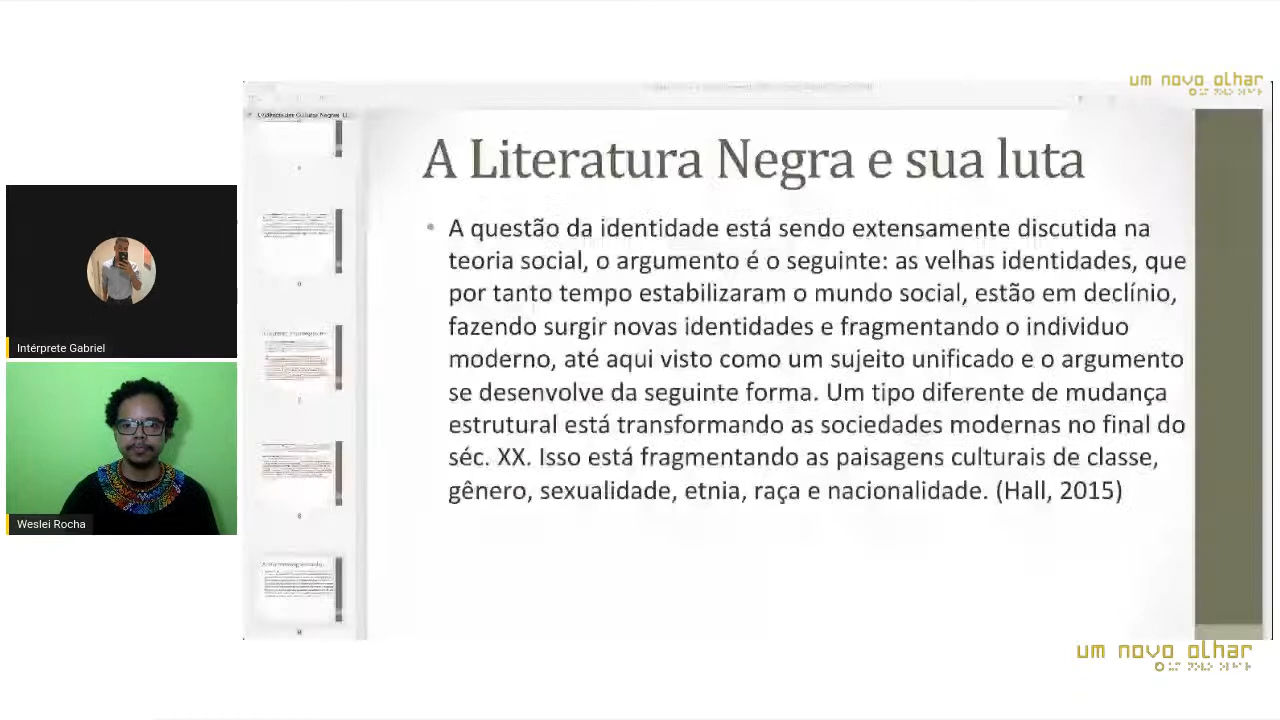 um novo olhar
A Literatura Negra e sua luta
• A questão da identidade está sendo extensamente discutida na
teoria social, o argumento é o seguinte: as velhas identidades, que
por tanto tempo estabilizaram o mundo social, estão em declínio,
fazendo surgir novas identidades e fragmentando o individuo
moderno, até aqui visto como um sujeito unificado e o argumento
se desenvolve da seguinte forma. Um tipo diferente de mudança
estrutural está transformando as sociedades modernas no final do
séc. XX. Isso está fragmentando as paisagens culturais de classe,
gênero, sexualidade, etnia, raça e nacionalidade. (Hall, 2015)
Intérprete Gabriel
Weslei Rocha
um novo olhar